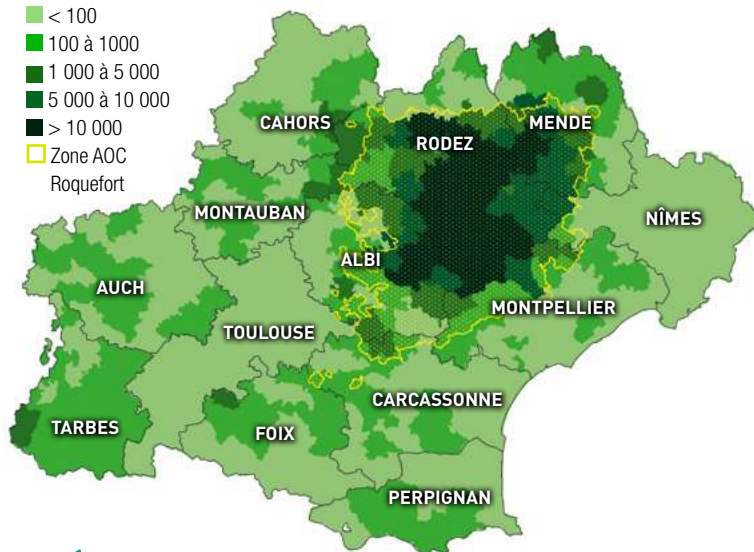 < 100
100 à 1000
1 000 à 5 000
5 000 à 10 000
> 10 000
Zone AOC
Roquefort
CAHORS
RODEZ
MENDE
MONTAUBAN
NÎMES
ALBI
AUCH
MONTPELLIER
TOULOUSE
CARCASSONNE
TARBES
FOIX
PERPIGNAN